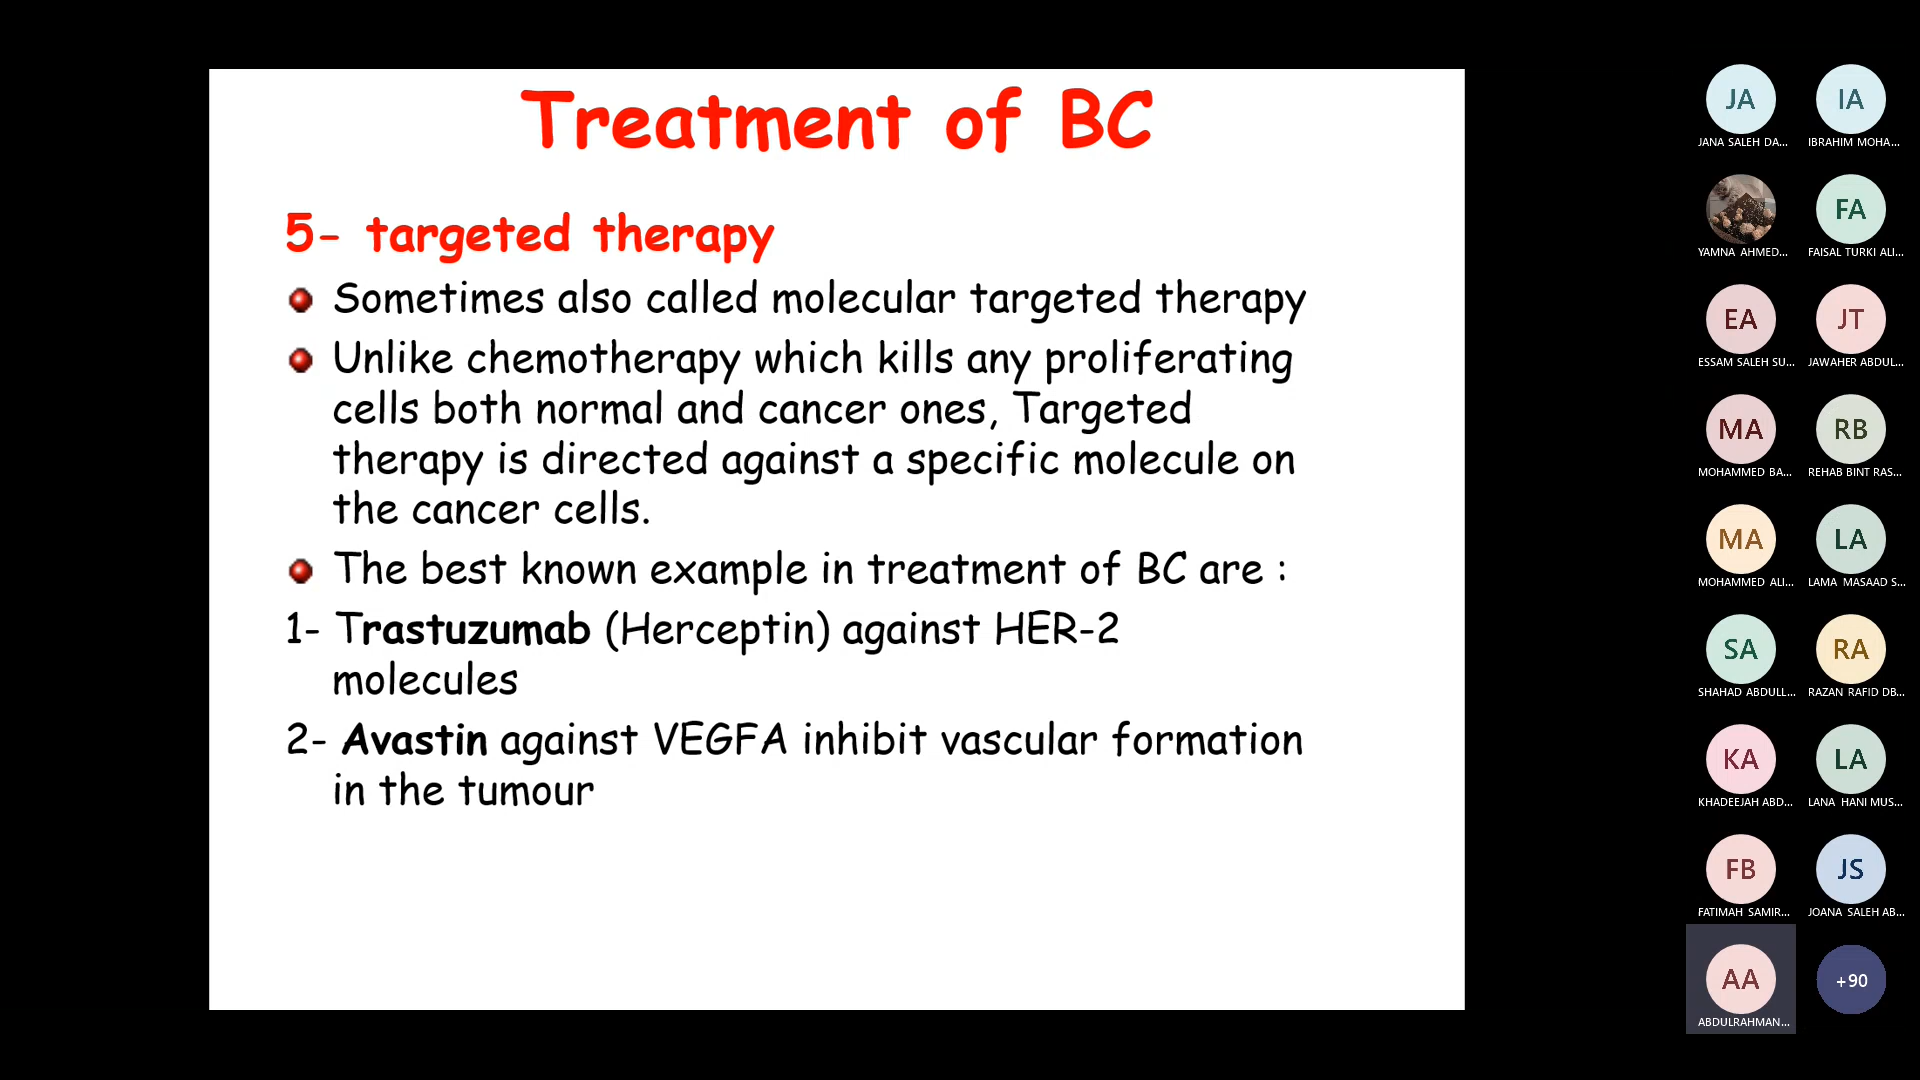 Treatment of BC
5- targeted therapy
Sometimes also called molecular targeted therapy
Unlike chemotherapy which kills any proliferating
cells both normal and cancer ones, Targeted
therapy is directed against a specific molecule on
the cancer cells.
The best known example in treatment of BC are :
1- Trastuzumab (Herceptin) against HER-2
molecules
2- Avastin against VEGFA inhibit vascular formation
in the tumour
JA IA
JANA SALEH DA... IBRAHIM MOHA...
FA
YAMNA AHMED... FAISAL TURKI ALI...
EA JT
ESSAM SALEH SU... JAWAHER ABDUL...
MA RB
MOHAMMED BA... REHAB BINT RAS...
MA LA
MOHAMMED ALI... LAMA MASAAD S...
SA RA
SHAHAD ABDULL... RAZAN RAFID DB...
KA LA
KHADEEJAH ABD... LANA HANI MUS...
FB JS
FATIMAH SAMIR... JOANA SALEH AB...
AA +90
ABDULRAHMAN...